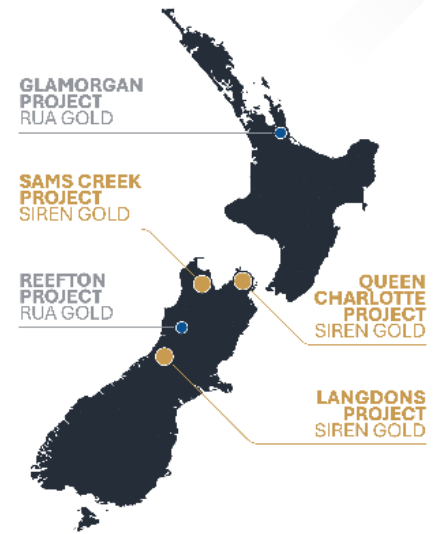 GLAMORGAN
PROJECT
RUA GOLD
SAMS CREEK
PROJECT
SIREN GOLD
REEFTON
PROJECT
RUA GOLD
QUEEN
CHARLOTTE
PROJECT
SIREN GOLD
LANGDONS
PROJECT
SIREN GOLD